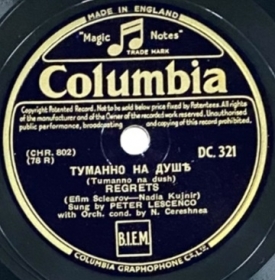 MADE IN ENGLAND
"Magic Notes"
TRADE MARK
Columbia
Copyright Patented Record. Not to be sold below price fixed by Patentees. All rights
of the manufacturer and of the Owner of the recorded work reserved. Unauthorised
public performance, broadcasting and copying of this record prohibited.
(CHR. 802)
(78 R)
DC. 321
ТУМАННО НА ДУШѢ
(Tumanno na dush)
REGRETS
(Efim Sclearov—Nadia Kujnir)
Sung by PETER LESCENCO
with Orch. cond. by N. Cereshnea
B.I.E.M.
COLUMBIA GRAPHOPHONE Co., LTD.